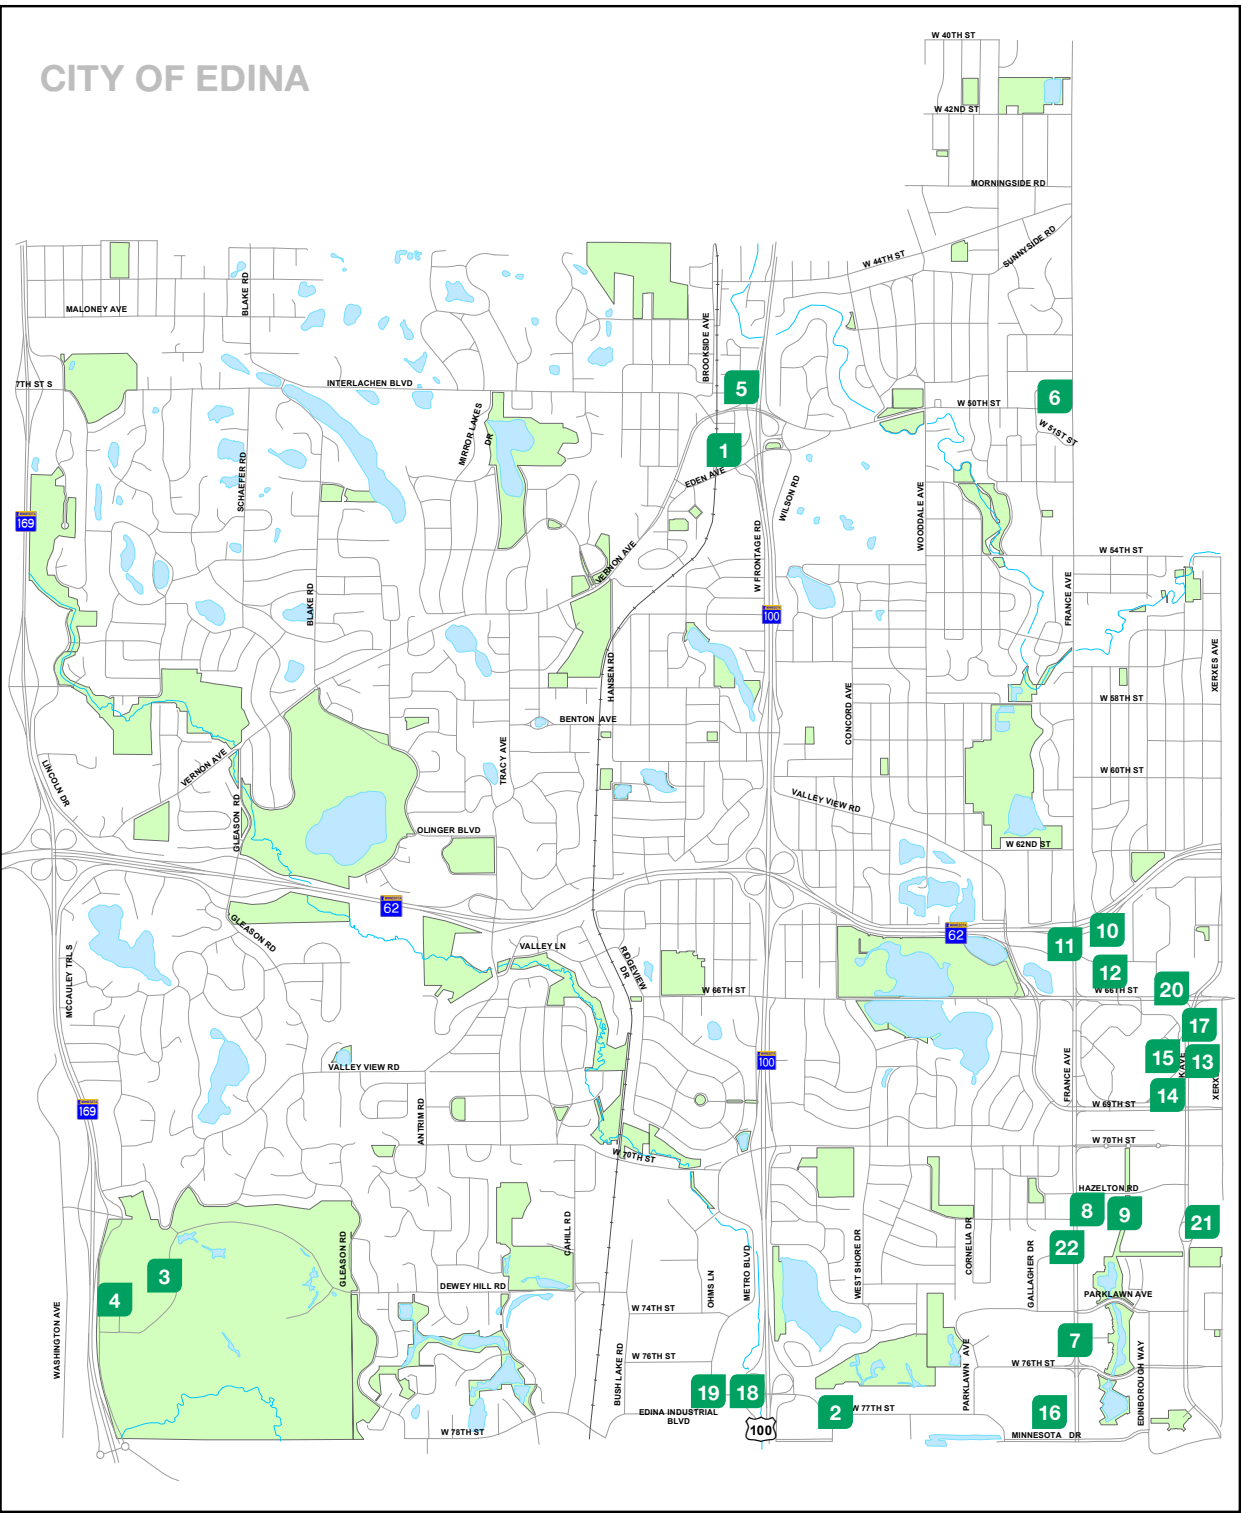 W 40TH ST
CITY OF EDINA
W 42ND ST
MORNINGSIDE RD
SUNNYSIDE RD
W 44TH ST
BLAKE RD
MALONEY AVE
BROOKSIDE AVE
7TH ST S
INTERLACHEN BLVD
5
6
W 50TH ST
MIRROR LAKES
DR
W 51ST ST
1
EDEN AVE
SCHAEFER RD
WILSON RD
WOODDALE AVE
169
W FRONTAGE RD
VERNON AVE
W 54TH ST
BLAKE RD
FRANCE AVE
100
HANSEN RD
XERXES AVE
W 58TH ST
CONCORD AVE
BENTON AVE
TRACY AVE
VERNON AVE
LINCOLN DR
W 60TH ST
VALLEY VIEW RD
GLEASON RD
OLINGER BLVD
W 62ND ST
62
GLEASON RD
62
10
11
VALLEY LN
RIDGEVIEW
DR
MCCAULEY TRL S
12
W 66TH ST
W 66TH ST
20
17
VALLEY VIEW RD
100
FRANCE AVE
15
13
14
XERX
K AVE
169
ANTRIM RD
W 69TH ST
W 70TH ST
W 70TH ST
HAZELTON RD
8
9
21
CAHILL RD
GLEASON RD
WEST SHORE DR
CORNELIA DR
GALLAGHER DR
22
3
METRO BLVD
OHMS LN
DEWEY HILL RD
4
PARKLAWN AVE
W 74TH ST
WASHINGTON AVE
7
BUSH LAKE RD
W 76TH ST
PARKLAWN AVE
W 76TH ST
EDINBOROUGH WAY
19
18
2
W 77TH ST
16
EDINA INDUSTRIAL
BLVD
100
W 78TH ST
MINNESOTA DR